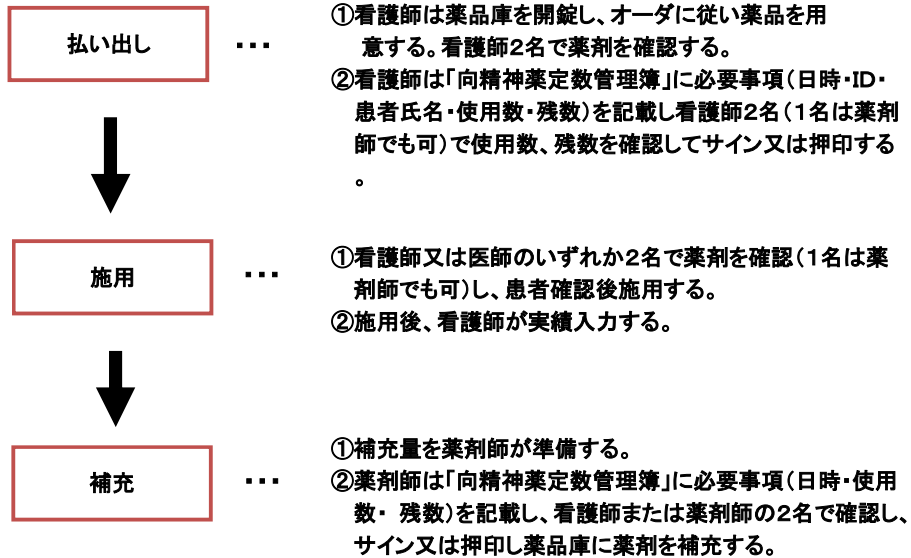 払い出し
・・・
①看護師は薬品庫を開錠し、オーダに従い薬品を用
意する。看護師2名で薬剤を確認する。
②看護師は「向精神薬定数管理簿」に必要事項(日時・ID・
患者氏名・使用数・残数)を記載し看護師2名(1名は薬剤
師でも可)で使用数、残数を確認してサイン又は押印する
。
施用
・・・
①看護師又は医師のいずれか2名で薬剤を確認(1名は薬
剤師でも可)し、患者確認後施用する。
②施用後、看護師が実績入力する。
補充
・・・
①補充量を薬剤師が準備する。
②薬剤師は「向精神薬定数管理簿」に必要事項(日時・使用
数・ 残数)を記載し、看護師または薬剤師の2名で確認し、
サイン又は押印し薬品庫に薬剤を補充する。